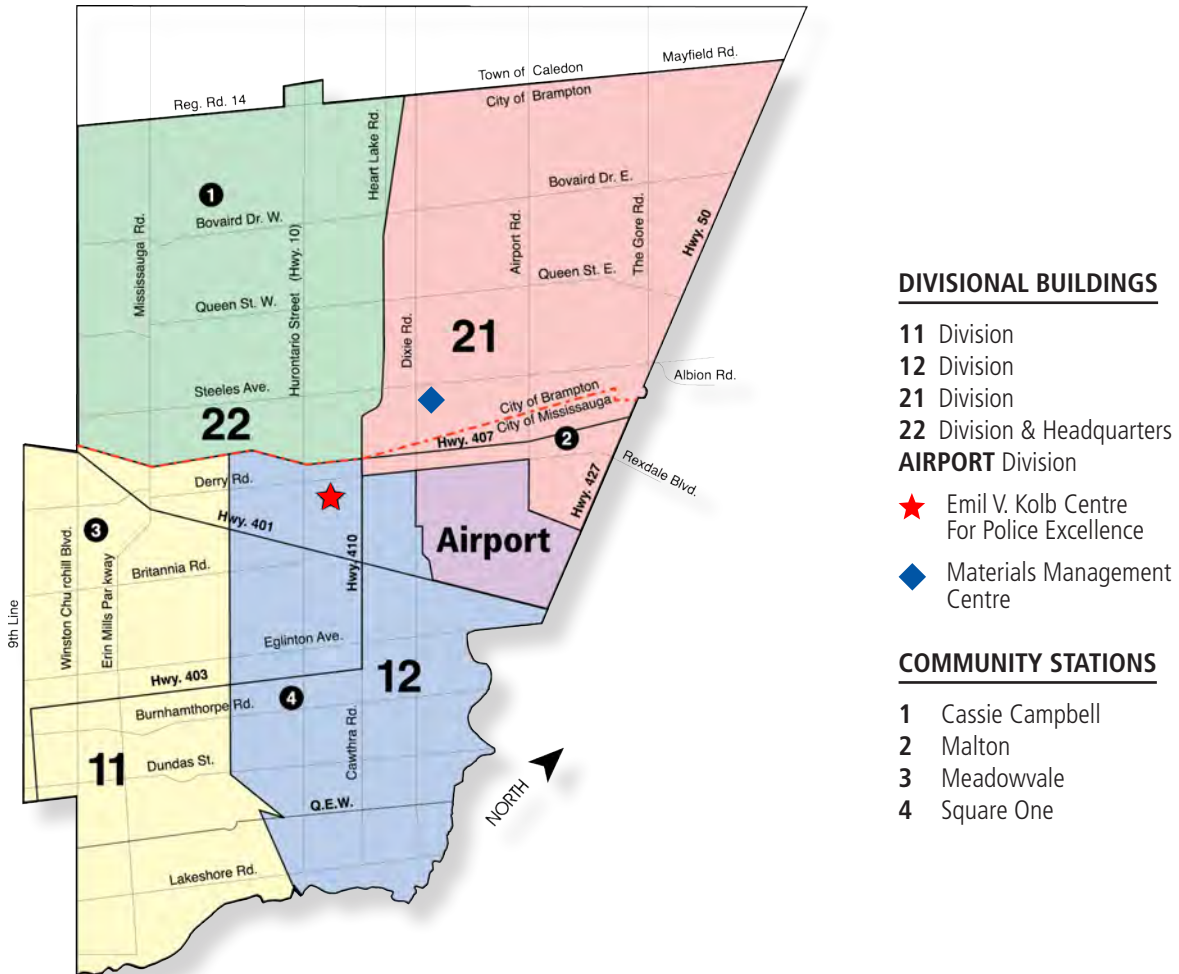 Town of Caledon
Mayfield Rd.
Reg. Rd. 14
City of Brampton
Heart Lake Rd.
1
Bovaird Dr. E.
Mississauga Rd.
Bovaird Dr. W.
Hurontario Street (Hwy. 10)
Airport Rd.
The Gore Rd.
Hwy. 50
Queen St. E.
Queen St. W.
Dixie Rd.
21
Steeles Ave.
Albion Rd.
22
City of Brampton
City of Mississauga
Hwy. 407
2
Rexdale Blvd.
Derry Rd.
Hwy. 427
Hwy. 401
3
Airport
Winston Chu rchill Blvd.
Erin Mills Par kway
Britannia Rd.
Hwy. 410
9th Line
Eglinton Ave.
Hwy. 403
12
4
Burnhamthorpe Rd.
Cawthra Rd.
11
Dundas St.
NORTH
Q.E.W.
Lakeshore Rd.
DIVISIONAL BUILDINGS
11 Division
12 Division
21 Division
22 Division & Headquarters
AIRPORT Division
Emil V. Kolb Centre
For Police Excellence
Materials Management
Centre
COMMUNITY STATIONS
1 Cassie Campbell
2 Malton
3 Meadowvale
4 Square One